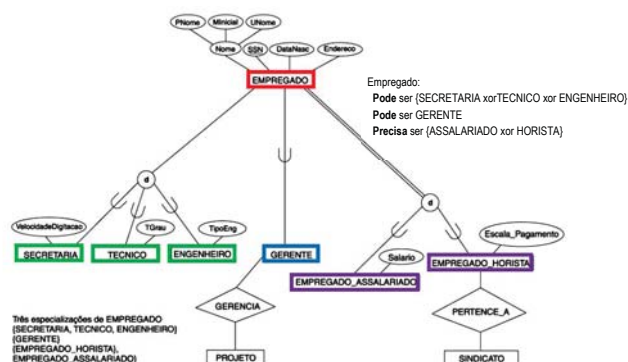 PNome
MInicial
UNome
Nome
SSN
DataNasc
Endereco
EMPREGADO
Empregado:
Pode ser {SECRETARIA xorTECNICO xor ENGENHEIRO}
Pode ser GERENTE
Precisa ser {ASSALARIADO xor HORISTA}
d
d
VelocidadeDigitacao
TGrau
TipoEng
Salario
Escala_Pagamento
SECRETARIA
TECNICO
ENGENHEIRO
GERENTE
EMPREGADO_ASSALARIADO
EMPREGADO_HORISTA
GERENCIA
PERTENCE_A
Três especializações de EMPREGADO
{SECRETARIA, TECNICO, ENGENHEIRO}
{GERENTE}
{EMPREGADO_HORISTA},
EMPREGADO_ASSALARIADO}
PROJETO
SINDICATO